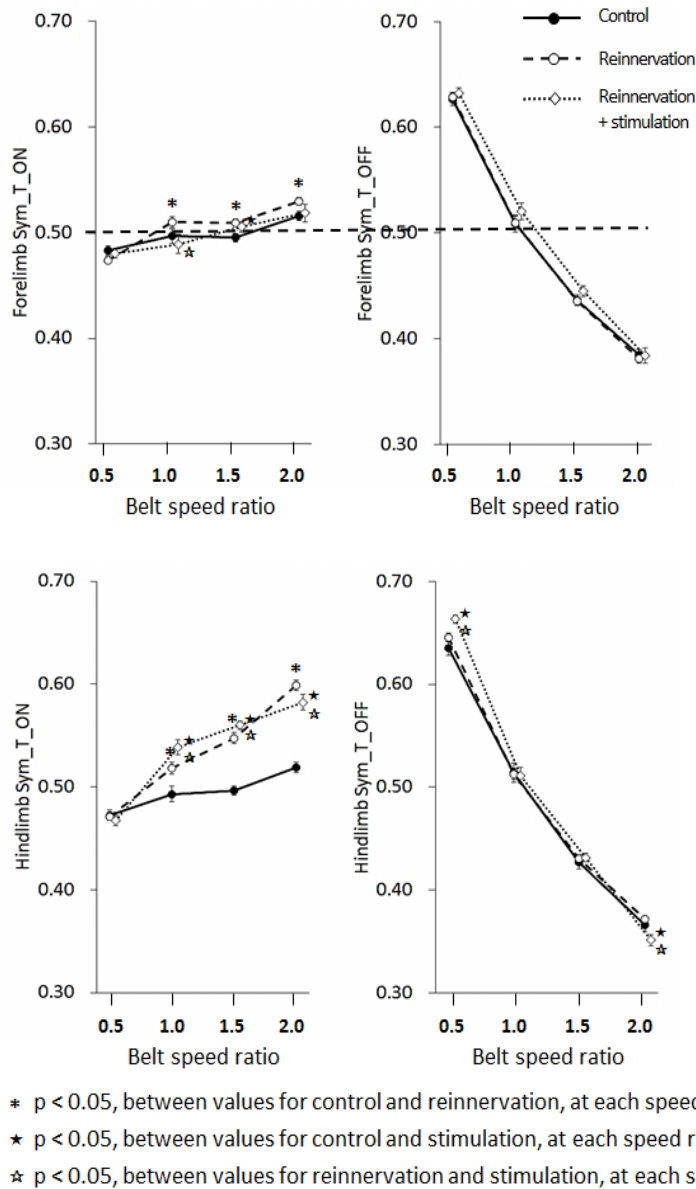 Control
Reinnervation
Reinnervation
+ stimulation
0.70
0.60
0.50
0.40
0.30
Forelimb Sym_T_ON
0.5 1.0 1.5 2.0
Belt speed ratio
* * *
★
☆
0.70
0.60
0.50
0.40
0.30
Forelimb Sym_T_OFF
0.5 1.0 1.5 2.0
Belt speed ratio
0.70
0.60
0.50
0.40
0.30
Hindlimb Sym_T_ON
0.5 1.0 1.5 2.0
Belt speed ratio
* * *
★ ★ ★
☆ ☆ ☆
0.70
0.60
0.50
0.40
0.30
Hindlimb Sym_T_OFF
0.5 1.0 1.5 2.0
Belt speed ratio
★ ★
☆ ☆
* p < 0.05, between values for control and reinnervation, at each speed
★ p < 0.05, between values for control and stimulation, at each speed r
☆ p < 0.05, between values for reinnervation and stimulation, at each s